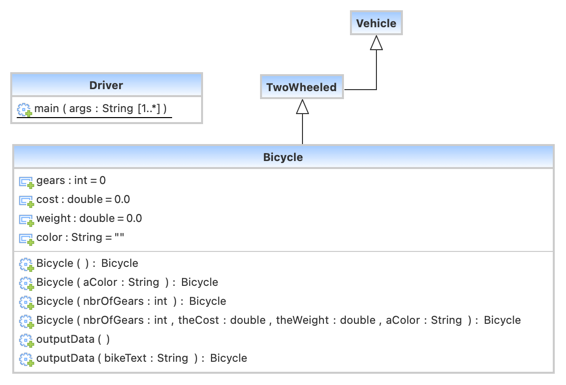 Vehicle
TwoWheeled
Driver
main ( args : String [1..*] )
Bicycle
gears : int = 0
cost : double = 0.0
weight : double = 0.0
color : String = ""
Bicycle ( ) : Bicycle
Bicycle ( aColor : String ) : Bicycle
Bicycle ( nbrOfGears : int ) : Bicycle
Bicycle ( nbrOfGears : int , theCost : double , theWeight : double , aColor : String ) : Bicycle
outputData ( )
outputData ( bikeText : String ) : Bicycle